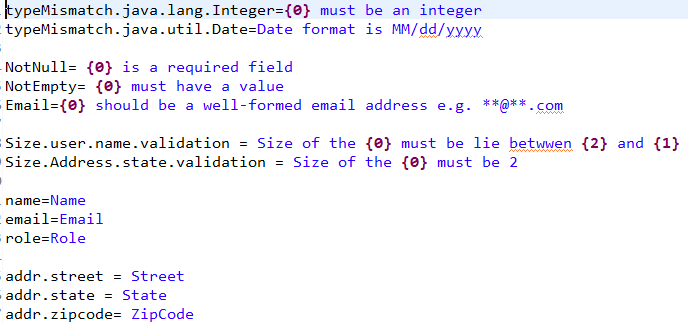 typeMismatch.java.lang.Integer={0} must be an integer
typeMismatch.java.util.Date=Date format is MM/dd/yyyy
NotNull= {0} is a required field
NotEmpty= {0} must have a value
Email={0} should be a well-formed email address e.g. **@**.com
Size.user.name.validation = Size of the {0} must be lie betwwen {2} and {1}
Size.Address.state.validation = Size of the {0} must be 2
name=Name
email=Email
role=Role
addr.street = Street
addr.state = State
addr.zipcode= ZipCode